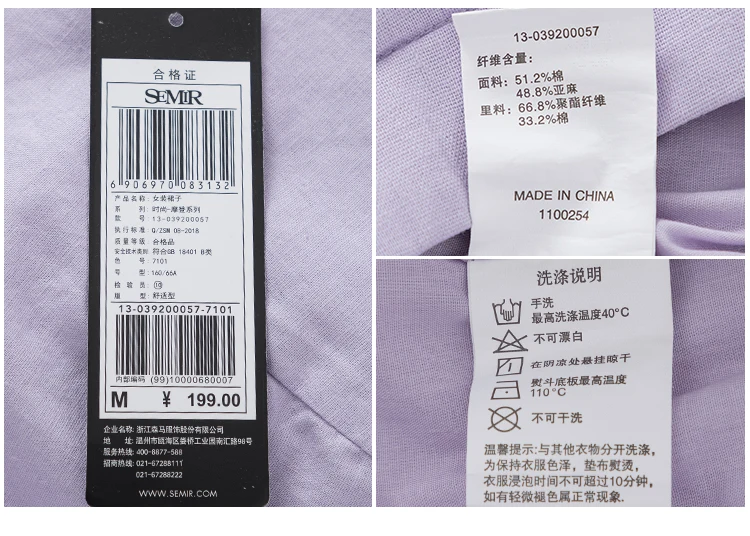 合格证
SEMIR
6 906970 083132
产品名称: 女装裙子
系 列: 时尚-摩登系列
款 号: 13-039200057
执行标准: Q/ZSM 08-2018
质量等级: 合格品
安全技术类别: 符合GB 18401 B类
色 号: 7101
号 型: 160/66A
检 验 员: ⑩
版 型: 舒适型
13-039200057-7101
内部编码 (99)10000680007
M ¥ 199.00
企业名称: 浙江森马服饰股份有限公司
地 址: 温州市瓯海区娄桥工业园南汇路98号
服务热线: 400-8877-588
招商热线: 021-67288111
021-67288222
WWW.SEMIR.COM
13-039200057
纤维含量:
面料: 51.2%棉
48.8%亚麻
里料: 66.8%聚酯纤维
33.2%棉
MADE IN CHINA
1100254
洗涤说明
手洗
最高洗涤温度40°C
不可漂白
在阴凉处悬挂晾干
熨斗底板最高温度
110°C
不可干洗
温馨提示:与其他衣物分开洗涤,
为保持衣服色泽，垫布熨烫，
衣服浸泡时间不可超过10分钟，
如有轻微褪色属正常现象.